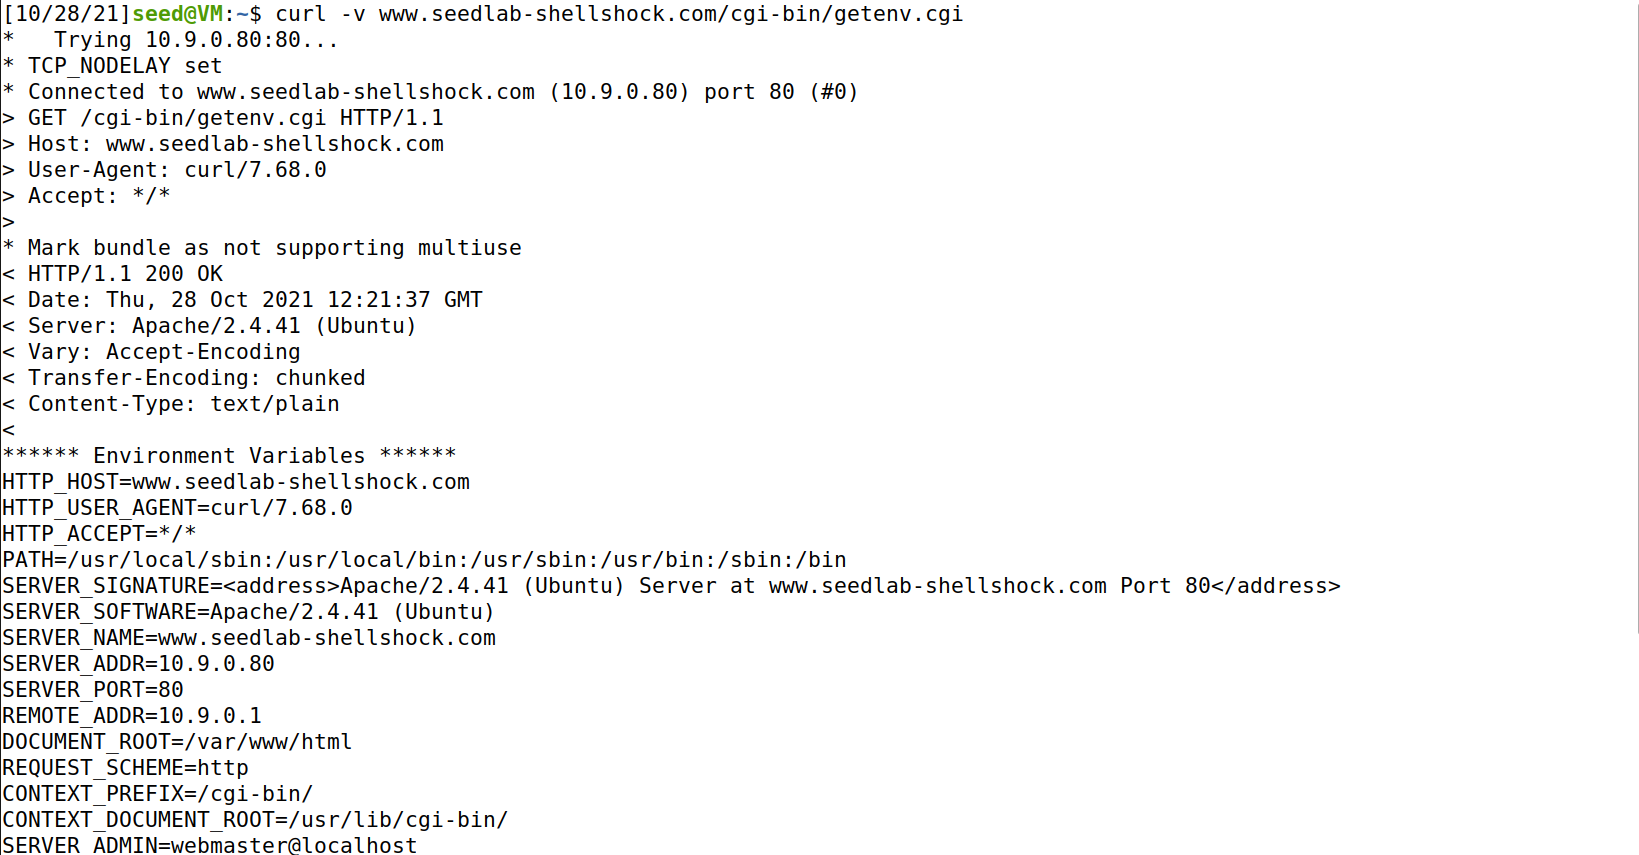 [10/28/21]seed@VM:~$ curl -v www.seedlab-shellshock.com/cgi-bin/getenv.cgi
*   Trying 10.9.0.80:80...
* TCP_NODELAY set
* Connected to www.seedlab-shellshock.com (10.9.0.80) port 80 (#0)
> GET /cgi-bin/getenv.cgi HTTP/1.1
> Host: www.seedlab-shellshock.com
> User-Agent: curl/7.68.0
> Accept: */*
>
* Mark bundle as not supporting multiuse
< HTTP/1.1 200 OK
< Date: Thu, 28 Oct 2021 12:21:37 GMT
< Server: Apache/2.4.41 (Ubuntu)
< Vary: Accept-Encoding
< Transfer-Encoding: chunked
< Content-Type: text/plain
<
****** Environment Variables ******
HTTP_HOST=www.seedlab-shellshock.com
HTTP_USER_AGENT=curl/7.68.0
HTTP_ACCEPT=*/*
PATH=/usr/local/sbin:/usr/local/bin:/usr/sbin:/usr/bin:/sbin:/bin
SERVER_SIGNATURE=<address>Apache/2.4.41 (Ubuntu) Server at www.seedlab-shellshock.com Port 80</address>
SERVER_SOFTWARE=Apache/2.4.41 (Ubuntu)
SERVER_NAME=www.seedlab-shellshock.com
SERVER_ADDR=10.9.0.80
SERVER_PORT=80
REMOTE_ADDR=10.9.0.1
DOCUMENT_ROOT=/var/www/html
REQUEST_SCHEME=http
CONTEXT_PREFIX=/cgi-bin/
CONTEXT_DOCUMENT_ROOT=/usr/lib/cgi-bin/
SERVER_ADMIN=webmaster@localhost